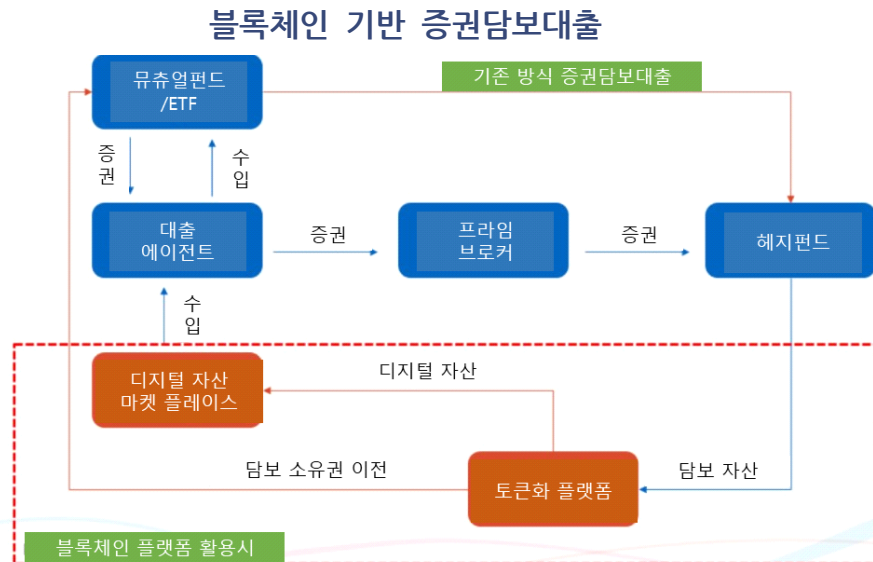 블록체인 기반 증권담보대출
뮤츄얼펀드
/ETF
기존 방식 증권담보대출
증
권
수
입
대출
에이전트
증권
프라임
브로커
증권
헤지펀드
수
입
디지털 자산
마켓 플레이스
디지털 자산
담보 소유권 이전
토큰화 플랫폼
담보 자산
블록체인 플랫폼 활용시